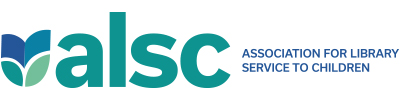 alsc
ASSOCIATION FOR LIBRARY
SERVICE TO CHILDREN